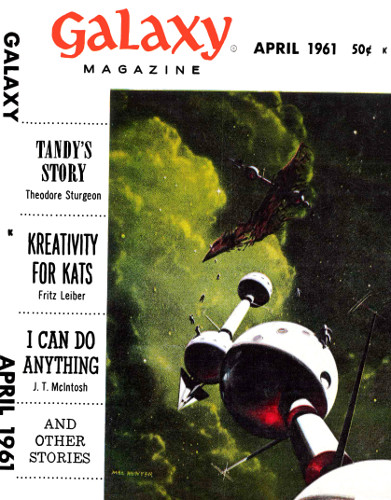 GalaXy
MAGAZINE
APRIL 1961 50¢ K
GALAXY
TANDY'S
STORY
Theodore Sturgeon
K
KREATIVITY
FOR KATS
Fritz Leiber
I CAN DO
ANYTHING
J. T. McIntosh
APRIL 1961
AND
OTHER
STORIES
MEL HUNTER